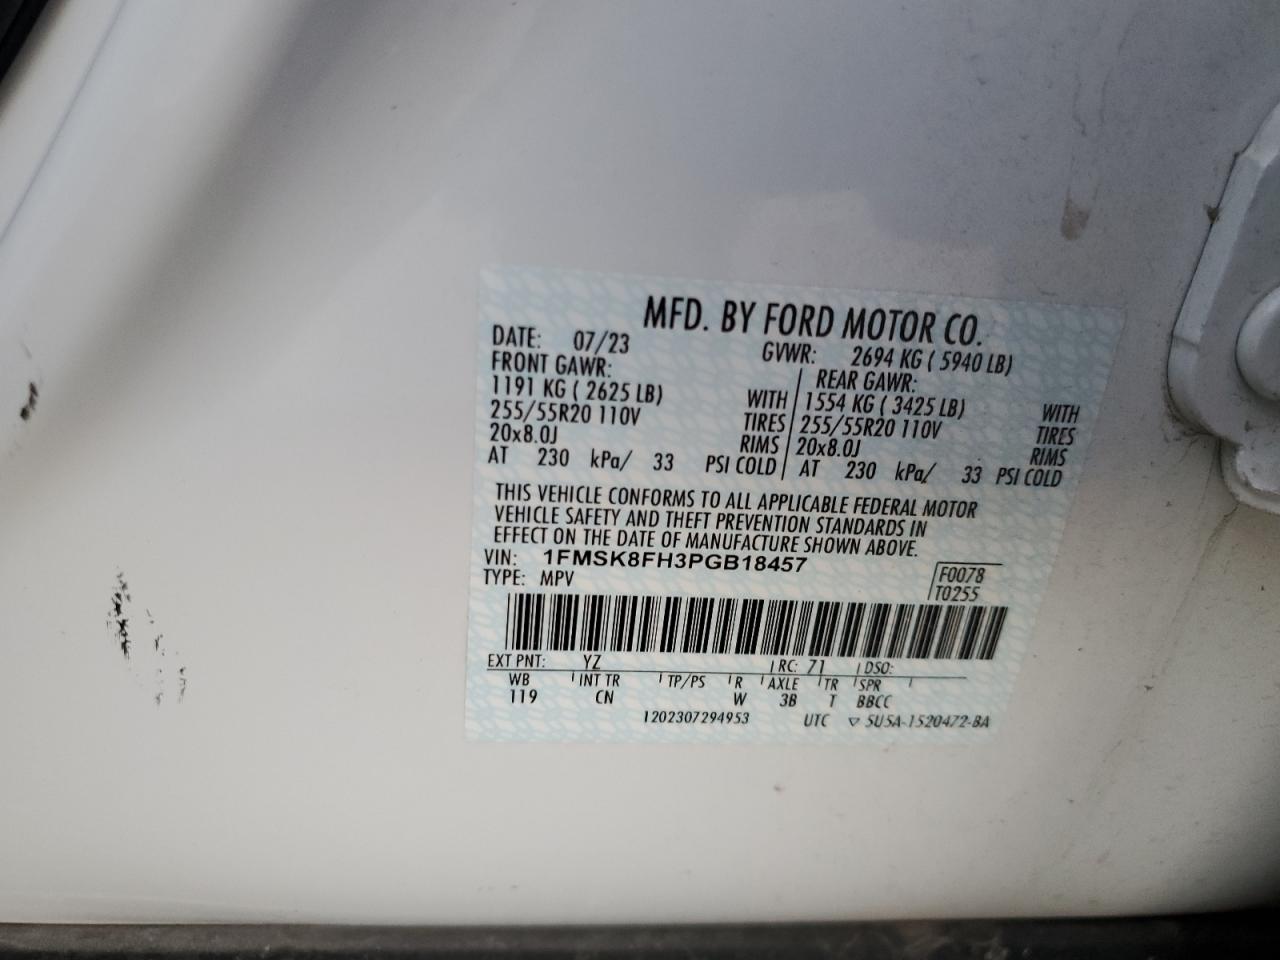 MFD. BY FORD MOTOR CO.
DATE: 07/23 GVWR: 2694 KG ( 5940 LB)
FRONT GAWR: REAR GAWR:
1191 KG ( 2625 LB) WITH 1554 KG ( 3425 LB) WITH
255/55R20 110V TIRES 255/55R20 110V TIRES
20x8.0J RIMS 20x8.0J RIMS
AT 230 kPa/ 33 PSI COLD AT 230 kPa/ 33 PSI COLD
THIS VEHICLE CONFORMS TO ALL APPLICABLE FEDERAL MOTOR
VEHICLE SAFETY AND THEFT PREVENTION STANDARDS IN
EFFECT ON THE DATE OF MANUFACTURE SHOWN ABOVE.
VIN: 1FMSK8FH3PGB18457 F0078
TYPE: MPV T0255
EXT PNT: YZ RC: 71 DSO:
WB INT TR TP/PS R AXLE TR SPR
119 CN W 3B T BBCC
1202307294953 UTC ▽ SU5A-1520472-BA